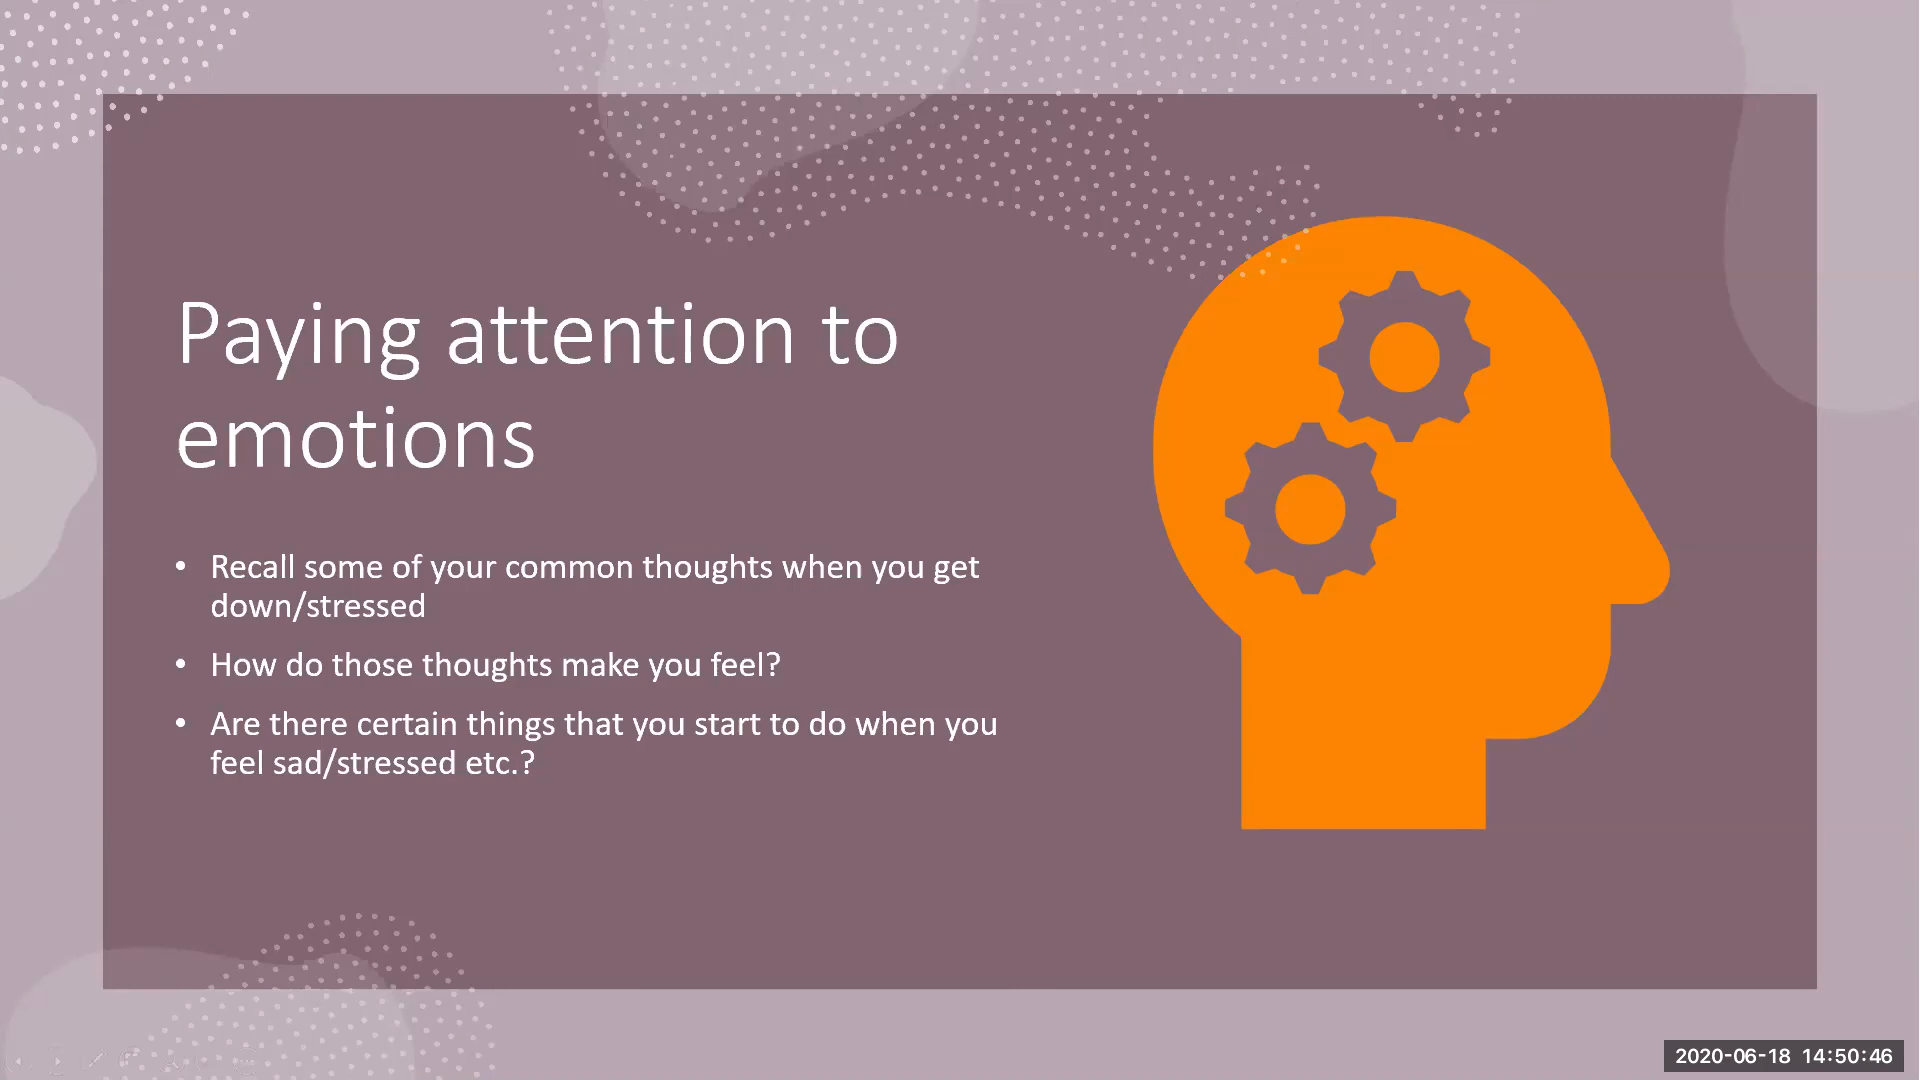 Paying attention to
emotions
• Recall some of your common thoughts when you get
down/stressed
• How do those thoughts make you feel?
• Are there certain things that you start to do when you
feel sad/stressed etc.?
2020-06-18 14:50:46